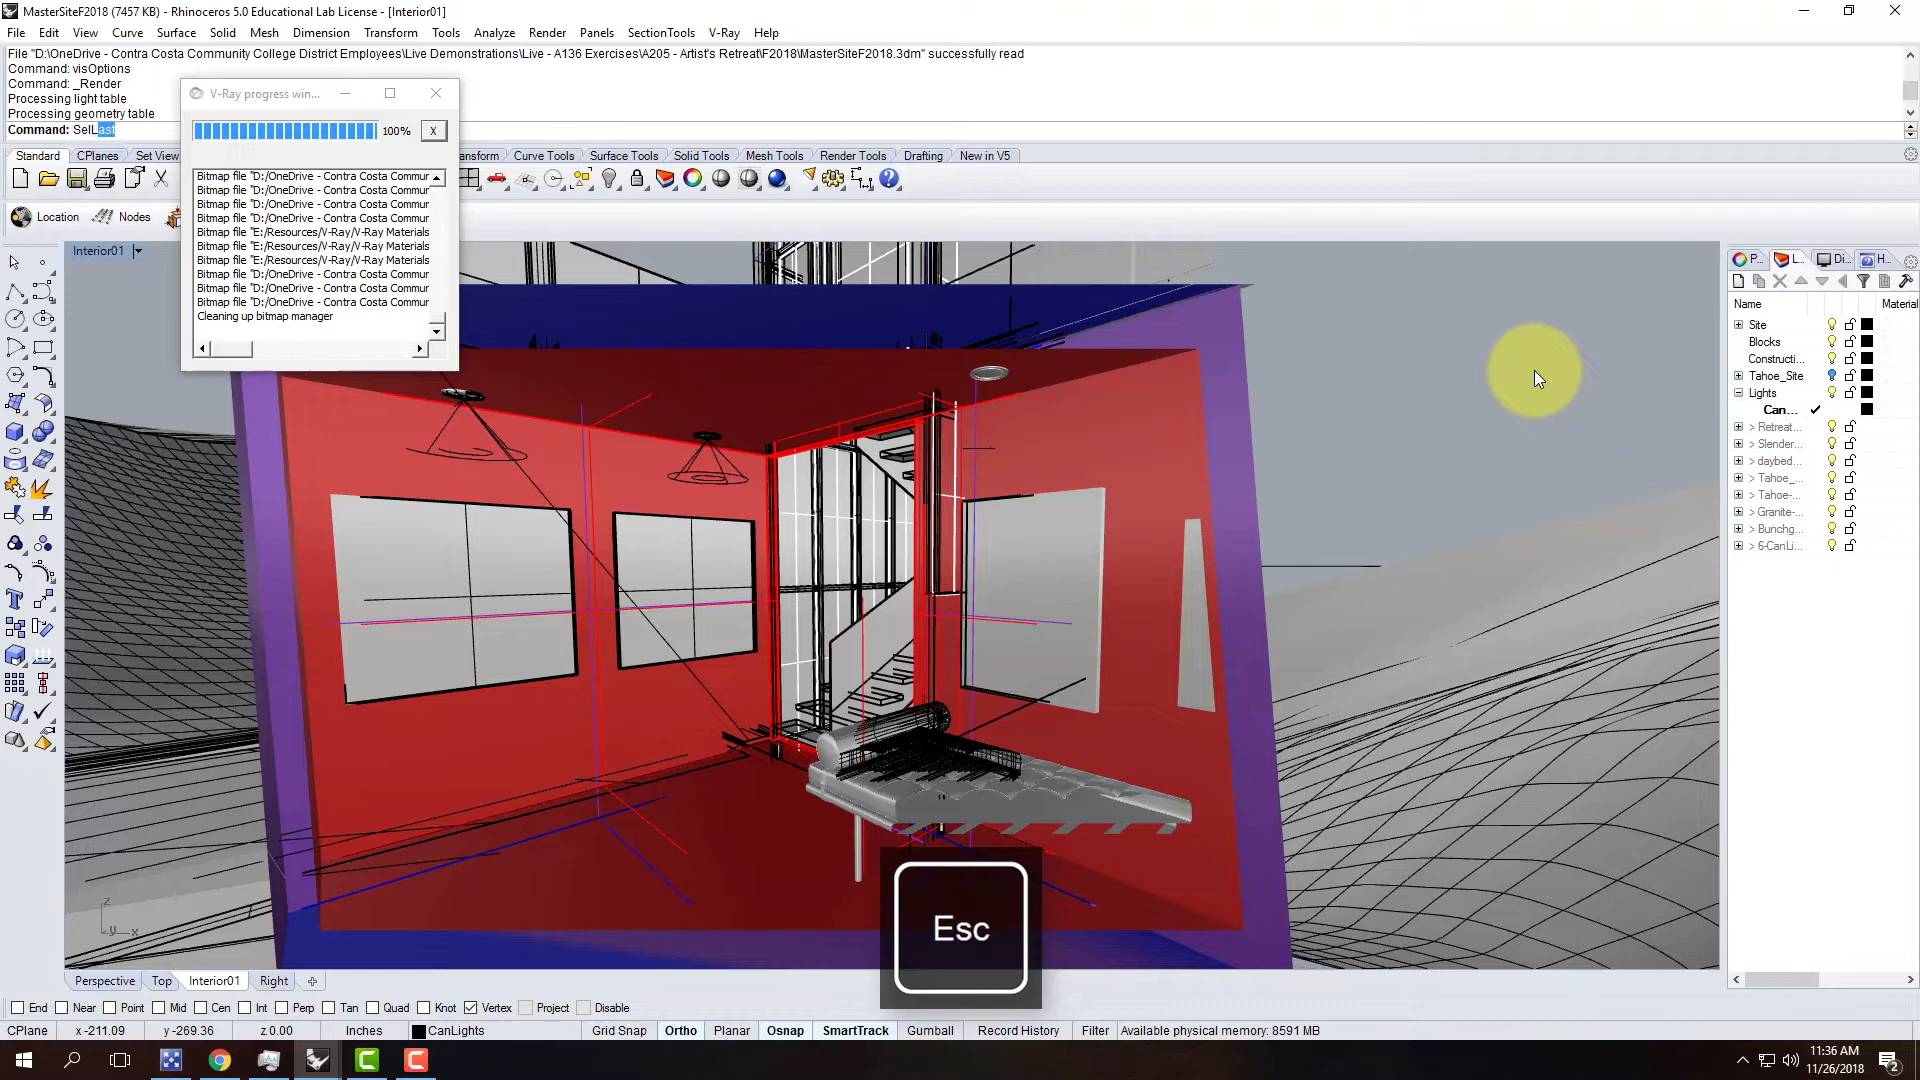 MasterSiteF2018 (7457 KB) - Rhinoceros 5.0 Educational Lab License - [Interior01]
File Edit View Curve Surface Solid Mesh Dimension Transform Tools Analyze Render Panels SectionTools V-Ray Help
File "D:\OneDrive - Contra Costa Community College District Employees\Live Demonstrations\Live - A136 Exercises\A205 - Artist's Retreat\F2018\MasterSiteF2018.3dm" successfully read
Command: visOptions
Command: _Render
Processing light table
Processing geometry table
Command: SelLast
V-Ray progress win...
100% X
Bitmap file "D:/OneDrive - Contra Costa Commur
Bitmap file "D:/OneDrive - Contra Costa Commur
Bitmap file "D:/OneDrive - Contra Costa Commur
Bitmap file "D:/OneDrive - Contra Costa Commur
Bitmap file "E:/Resources/V-Ray/V-Ray Materials
Bitmap file "E:/Resources/V-Ray/V-Ray Materials
Bitmap file "E:/Resources/V-Ray/V-Ray Materials
Bitmap file "D:/OneDrive - Contra Costa Commur
Bitmap file "D:/OneDrive - Contra Costa Commur
Bitmap file "D:/OneDrive - Contra Costa Commur
Cleaning up bitmap manager
Standard CPlanes Set View ansform Curve Tools Surface Tools Solid Tools Mesh Tools Render Tools Drafting New in V5
Location Nodes
Interior01
P... L... Di... H...
Name Material
Site
Blocks
Constructi...
Tahoe_Site
Lights
Can...
> Retreat...
> Slender...
> daybed...
> Tahoe_...
> Tahoe-...
> Granite-...
> Bunchg...
> 6-CanLi...
z
y x
Esc
Perspective Top Interior01 Right
End Near Point Mid Cen Int Perp Tan Quad Knot Vertex Project Disable
CPlane x -211.09 y -269.36 z 0.00 Inches CanLights Grid Snap Ortho Planar Osnap SmartTrack Gumball Record History Filter Available physical memory: 8591 MB
11:36 AM
11/26/2018
2